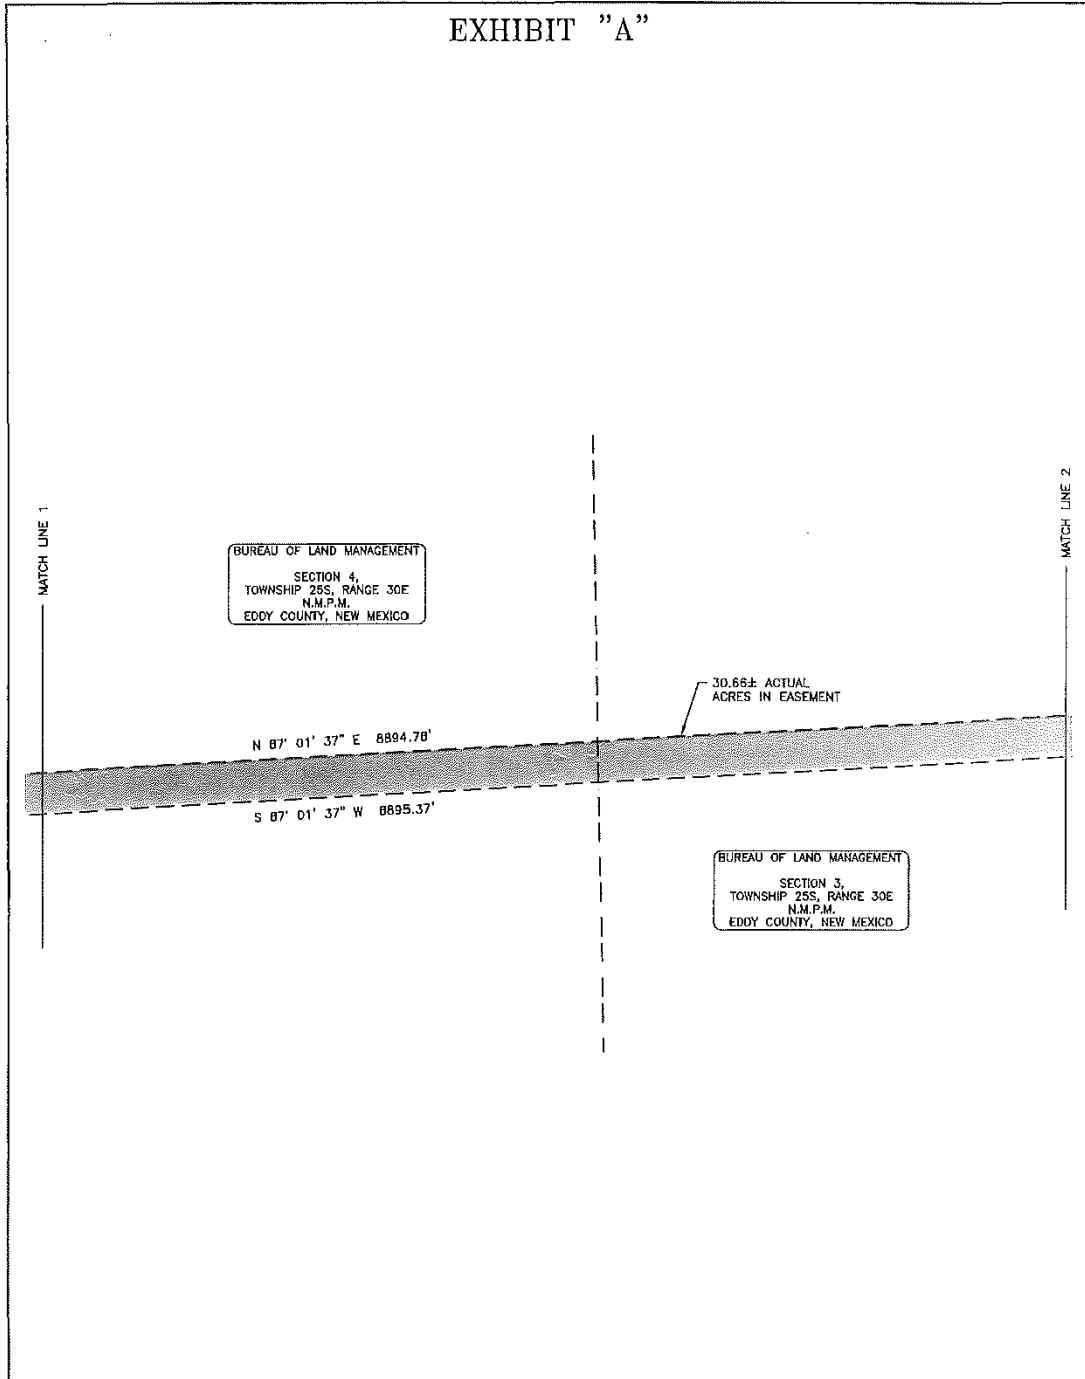 EXHIBIT "A"
MATCH LINE 1
MATCH LINE 2
BUREAU OF LAND MANAGEMENT
SECTION 4,
TOWNSHIP 25S, RANGE 30E
N.M.P.M.
EDDY COUNTY, NEW MEXICO
30.66± ACTUAL
ACRES IN EASEMENT
N 87° 01' 37" E 8894.78'
S 87° 01' 37" W 8895.37'
BUREAU OF LAND MANAGEMENT
SECTION 3,
TOWNSHIP 25S, RANGE 30E
N.M.P.M.
EDDY COUNTY, NEW MEXICO